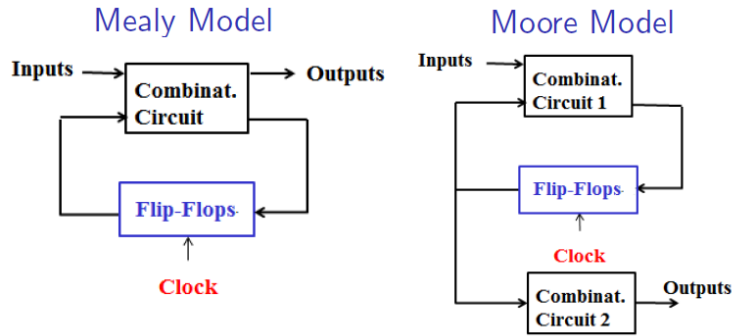 Mealy Model
Inputs
Combinat.
Circuit
Outputs
Flip-Flops
Clock
Moore Model
Inputs
Combinat.
Circuit 1
Flip-Flops
Clock
Combinat.
Circuit 2
Outputs